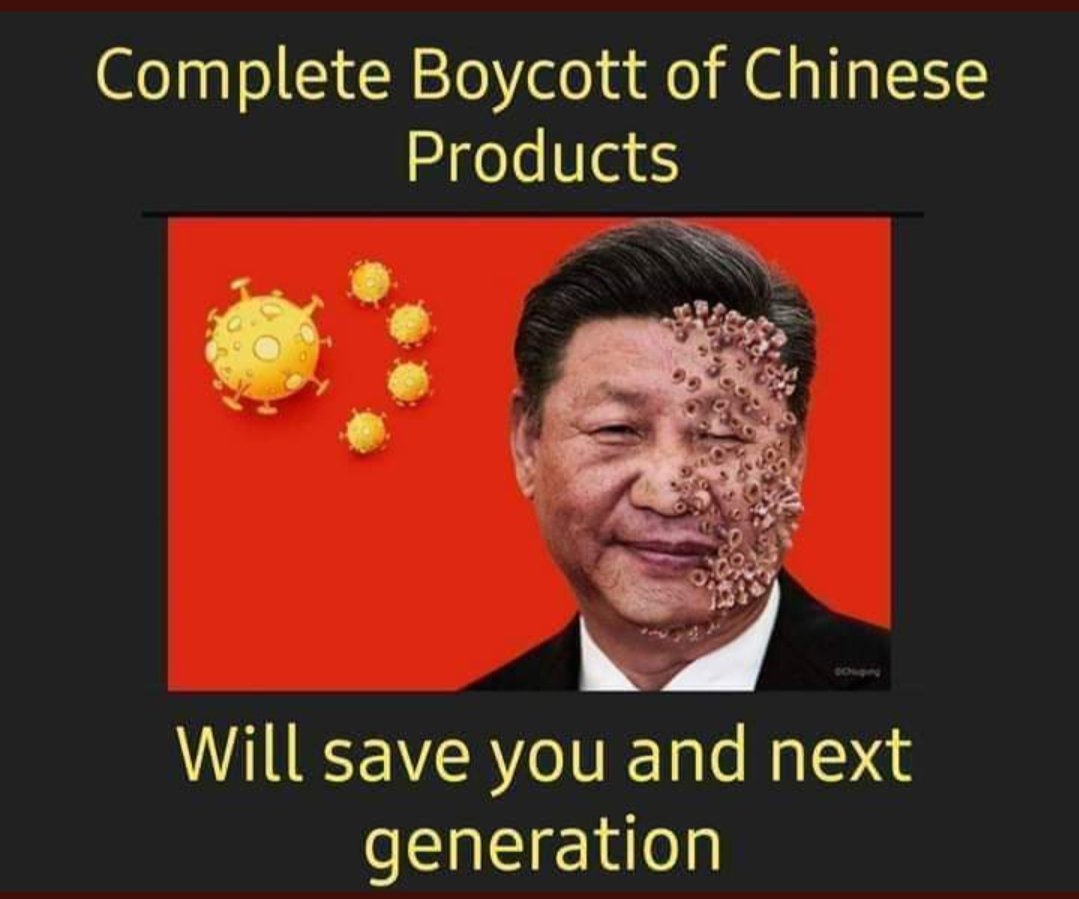 Complete Boycott of Chinese
Products
Will save you and next
generation